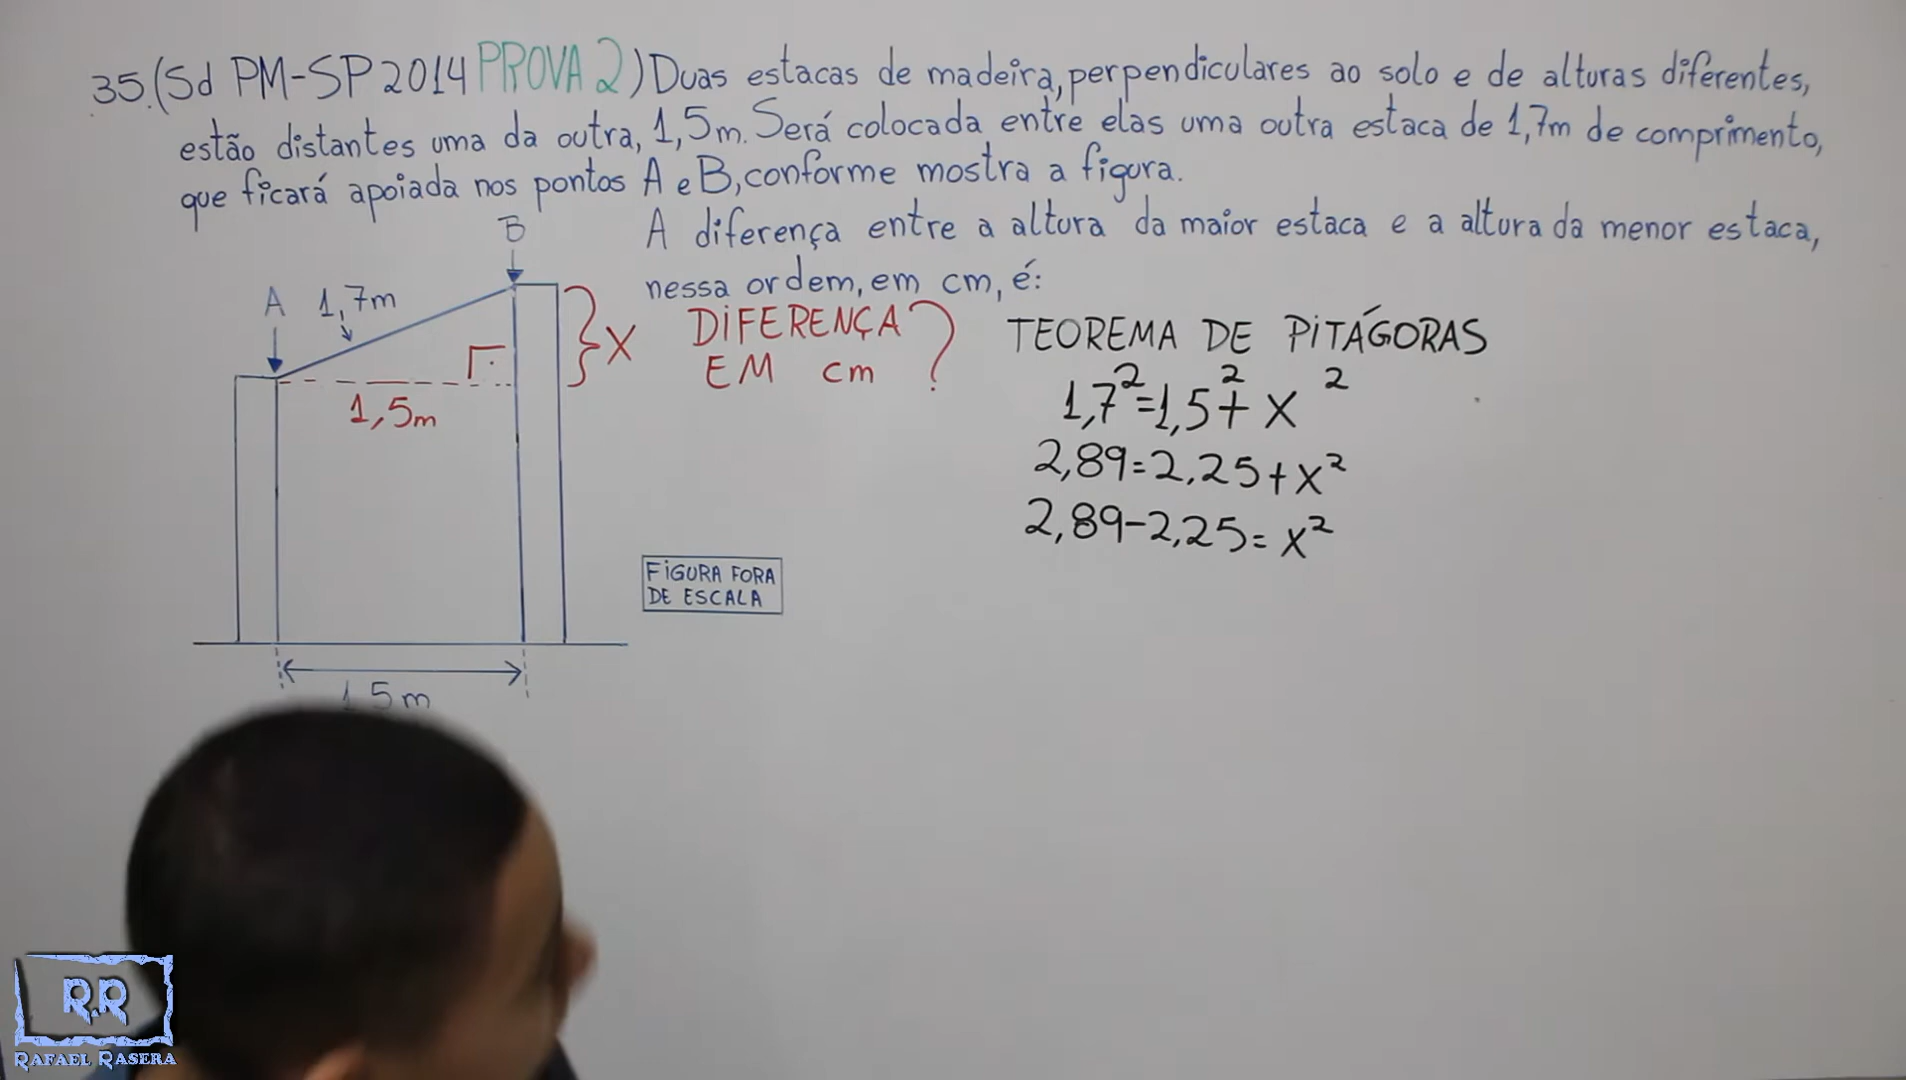 35.(Sd PM-SP 2014 PROVA 2) Duas estacas de madeira, perpendiculares ao solo e de alturas diferentes,
estão distantes uma da outra, 1,5m. Será colocada entre elas uma outra estaca de 1,7m de comprimento,
que ficará apoiada nos pontos A e B, conforme mostra a figura.
A diferença entre a altura da maior estaca e a altura da menor estaca,
nessa ordem, em cm, é:
B
A 1,7m
X
DIFERENÇA
EM cm ?
1,5m
TEOREMA DE PITÁGORAS
1,7²=1,5²+X²
2,89=2,25+X²
2,89-2,25=X²
FIGURA FORA
DE ESCALA
1,5m
R.R
RAFAEL RASERA